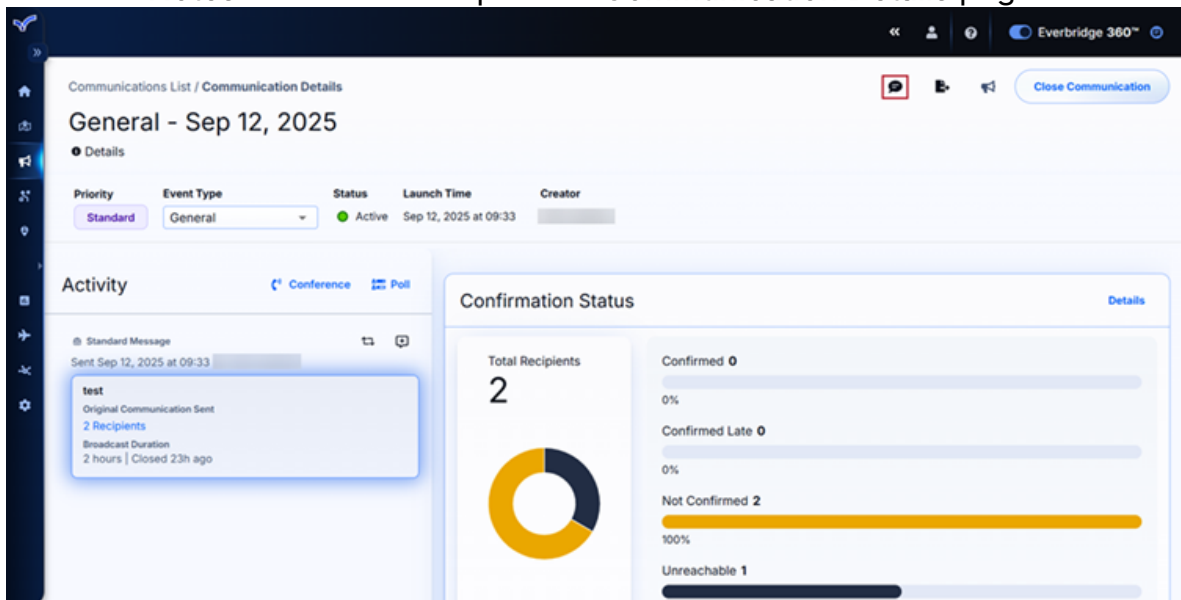 Everbridge 360™
Communications List / Communication Details
Close Communication
General - Sep 12, 2025
Details
Priority Event Type Status Launch Time Creator
Standard General Active Sep 12, 2025 at 09:33
Activity Conference Poll
Confirmation Status Details
Standard Message
Sent Sep 12, 2025 at 09:33
test
Original Communication Sent
2 Recipients
Broadcast Duration
2 hours | Closed 23h ago
Total Recipients
2
Confirmed 0
0%
Confirmed Late 0
0%
Not Confirmed 2
100%
Unreachable 1